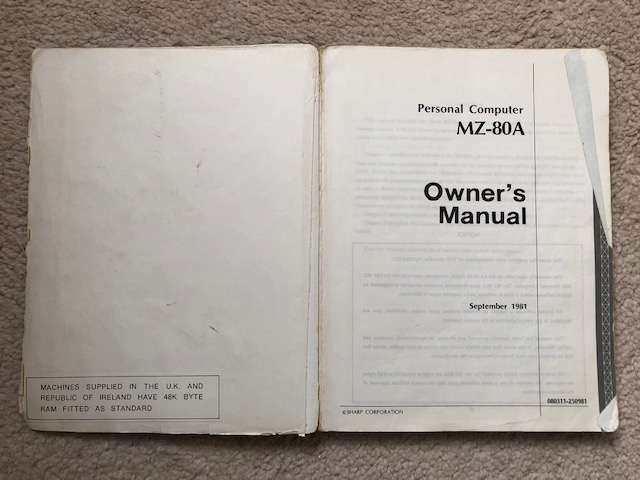 MACHINES SUPPLIED IN THE U.K. AND
REPUBLIC OF IRELAND HAVE 48K BYTE
RAM FITTED AS STANDARD
Personal Computer
MZ-80A
Owner's
Manual
September 1981
080311-250981
©SHARP CORPORATION